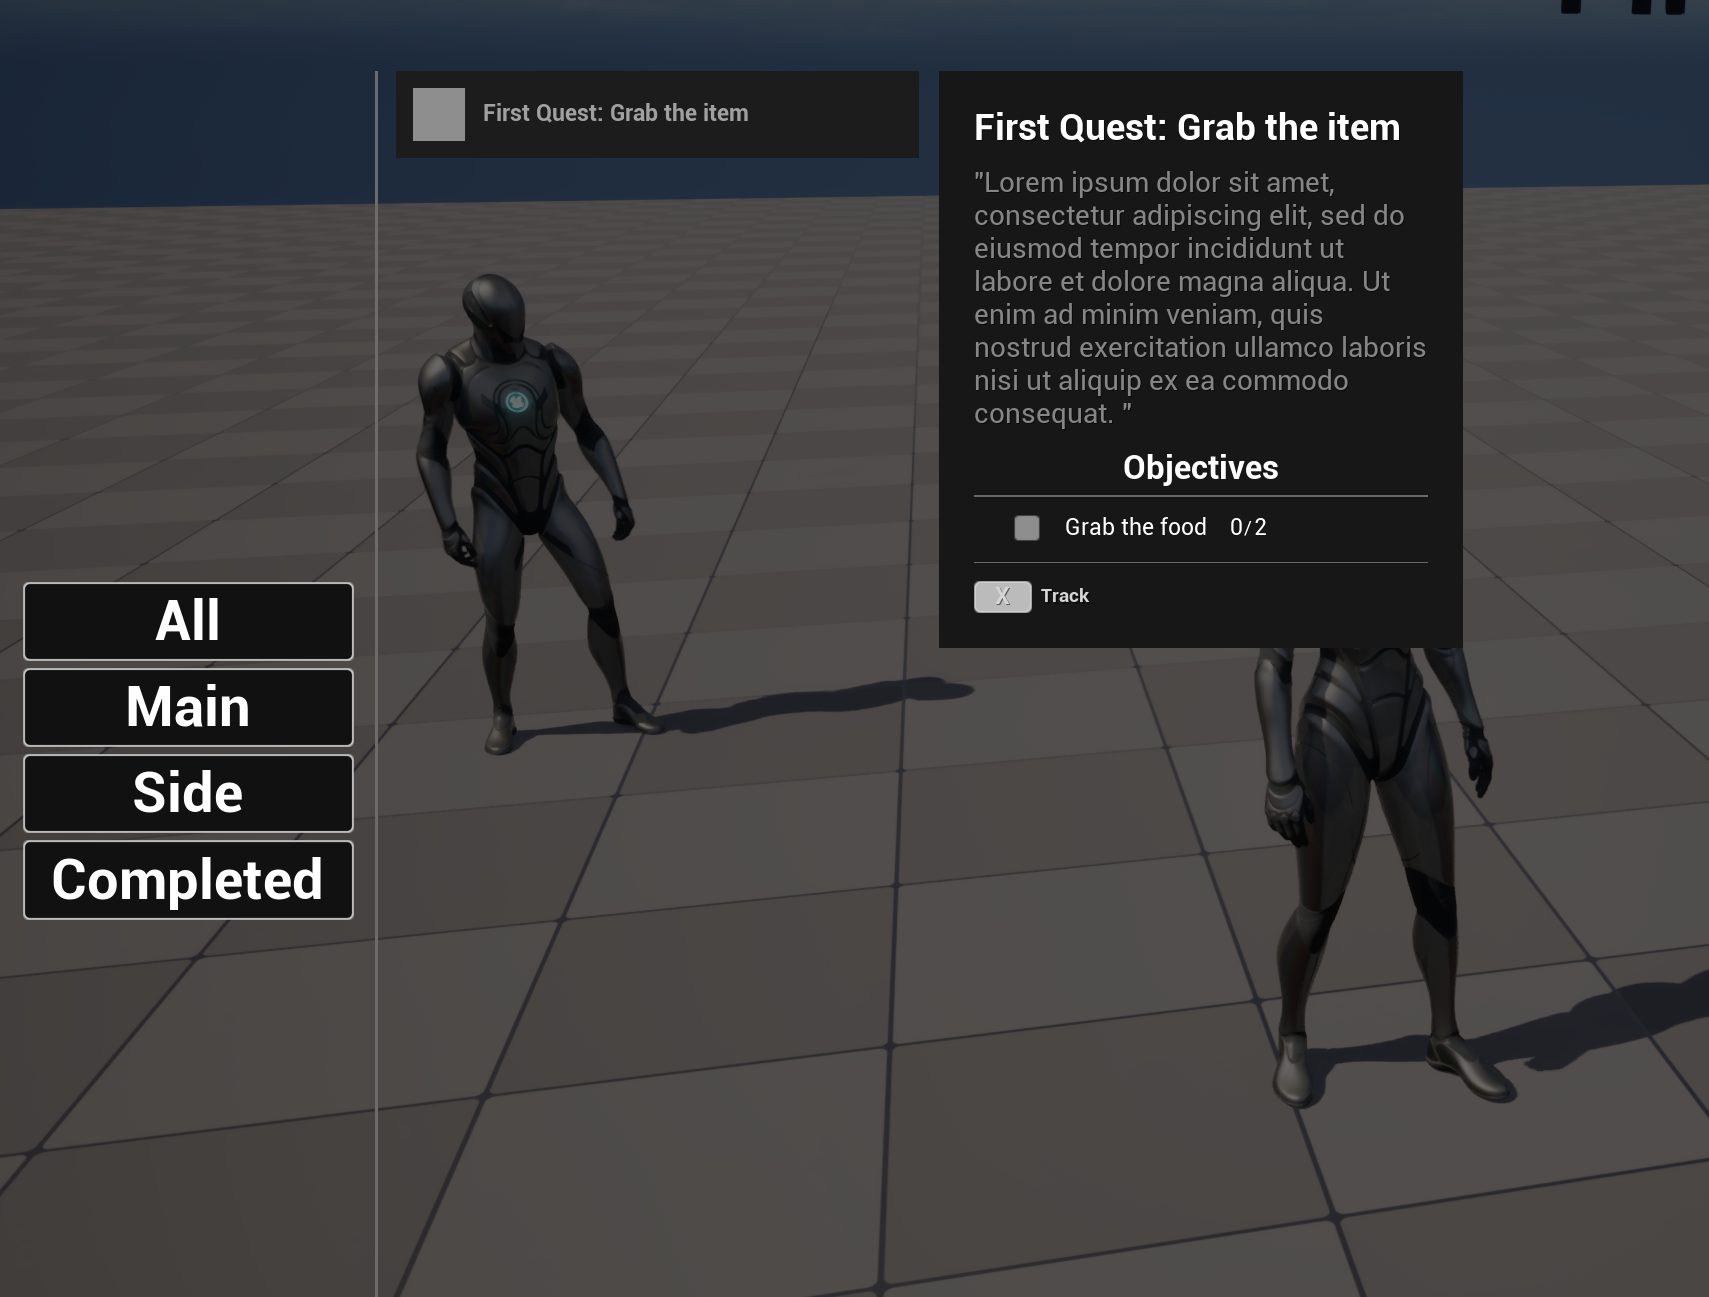 First Quest: Grab the item
First Quest: Grab the item
"Lorem ipsum dolor sit amet,
consectetur adipiscing elit, sed do
eiusmod tempor incididunt ut
labore et dolore magna aliqua. Ut
enim ad minim veniam, quis
nostrud exercitation ullamco laboris
nisi ut aliquip ex ea commodo
consequat. "
Objectives
Grab the food 0/2
X Track
All
Main
Side
Completed